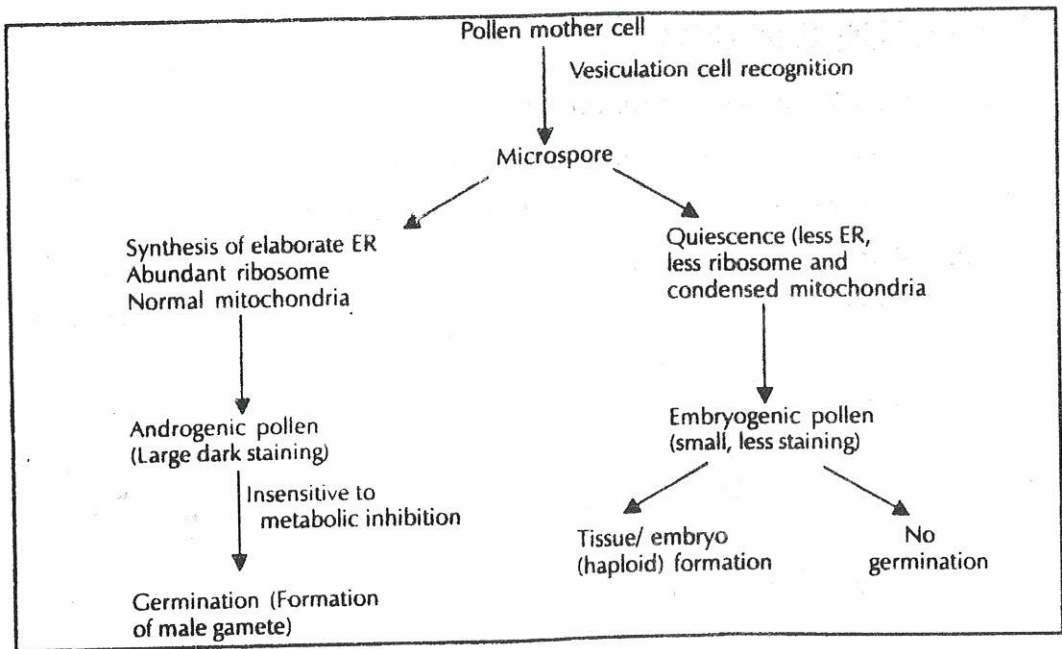 Pollen mother cell
Vesiculation cell recognition
Microspore
Synthesis of elaborate ER
Abundant ribosome
Normal mitochondria
Quiescence (less ER,
less ribosome and
condensed mitochondria
Androgenic pollen
(Large dark staining)
Embryogenic pollen
(small, less staining)
Insensitive to
metabolic inhibition
Tissue/ embryo
(haploid) formation
No
germination
Germination (Formation
of male gamete)